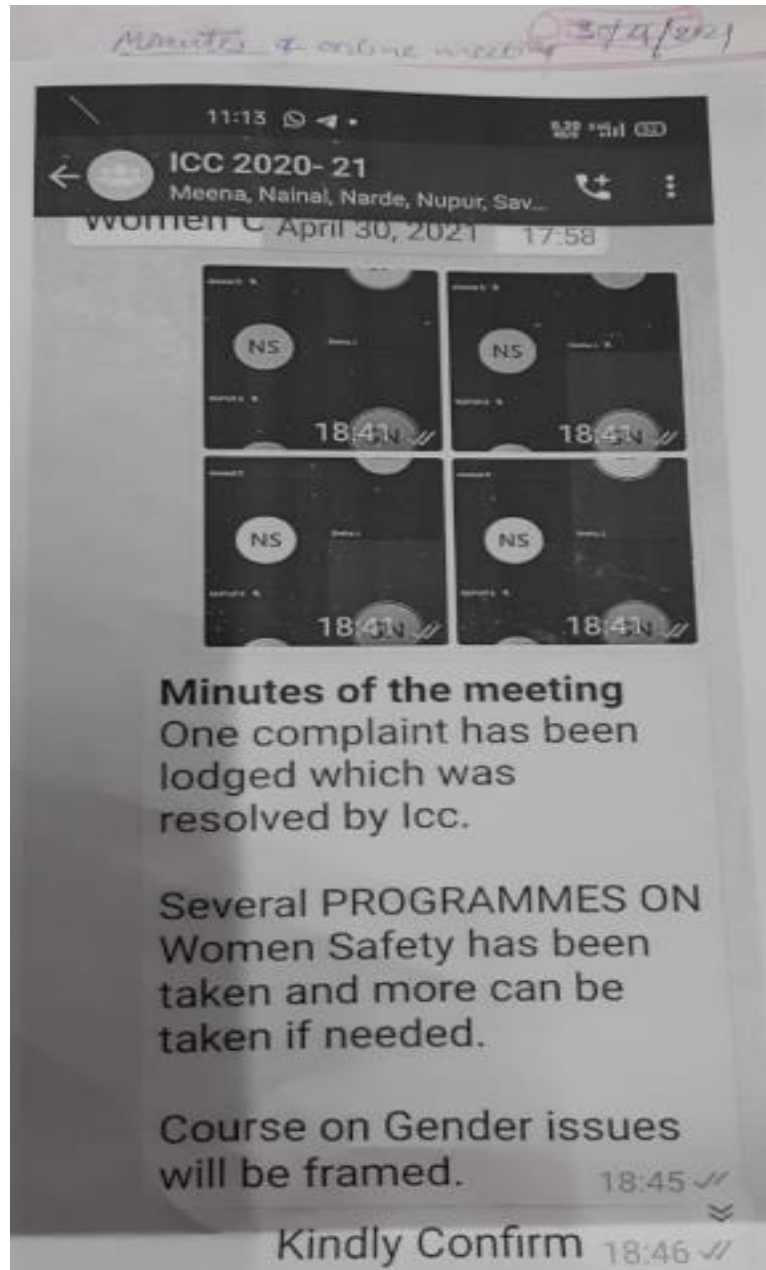 Minutes of online meeting 30/4/2021
11:13
ICC 2020- 21
Meena, Nainal, Narde, Nupur, Sav...
Women C April 30, 2021 17:58
NS
NS
18:41
18:41
NS
NS
18:41
18:41
Minutes of the meeting
One complaint has been
lodged which was
resolved by Icc.
Several PROGRAMMES ON
Women Safety has been
taken and more can be
taken if needed.
Course on Gender issues
will be framed.
18:45
Kindly Confirm 18:46